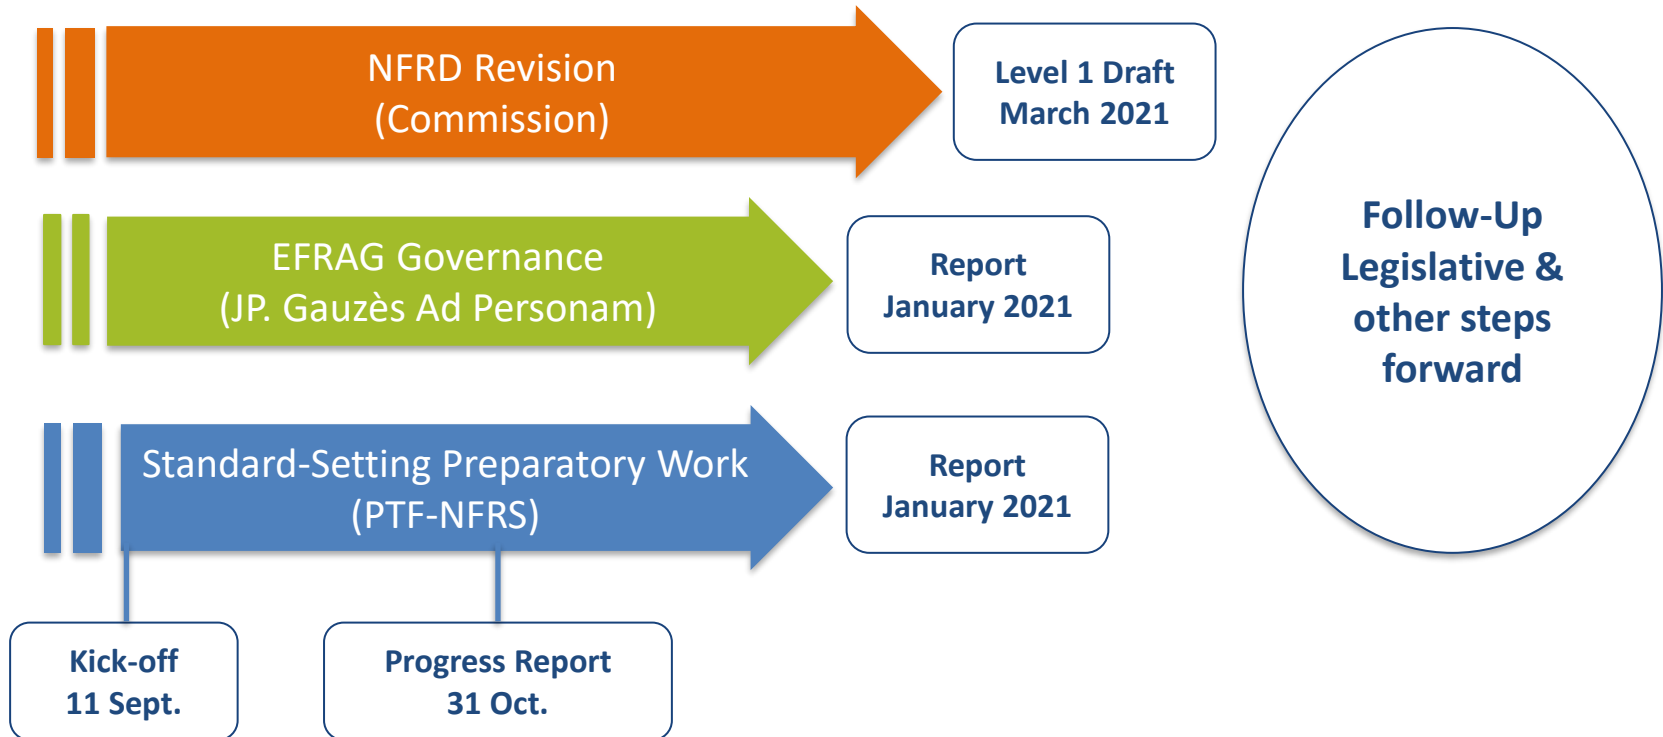 NFRD Revision
(Commission)
Level 1 Draft
March 2021
EFRAG Governance
(JP. Gauzès Ad Personam)
Report
January 2021
Standard-Setting Preparatory Work
(PTF-NFRS)
Report
January 2021
Kick-off
11 Sept.
Progress Report
31 Oct.
Follow-Up
Legislative &
other steps
forward